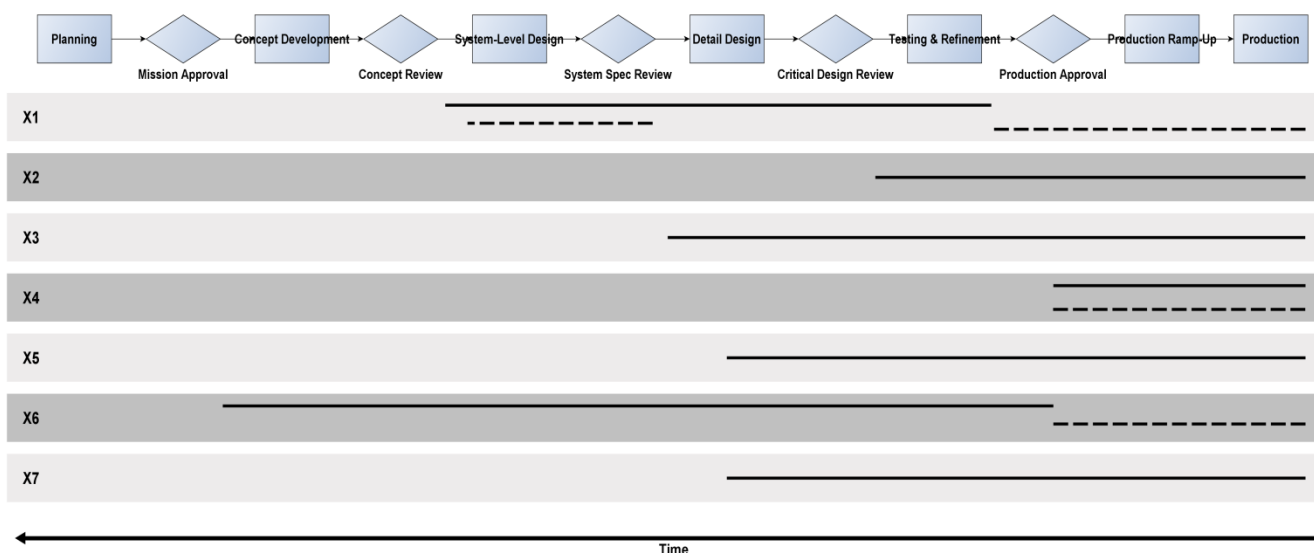 Planning
Concept Development
System-Level Design
Detail Design
Testing & Refinement
Production Ramp-Up
Production
Mission Approval
Concept Review
System Spec Review
Critical Design Review
Production Approval
X1
X2
X3
X4
X5
X6
X7
Time